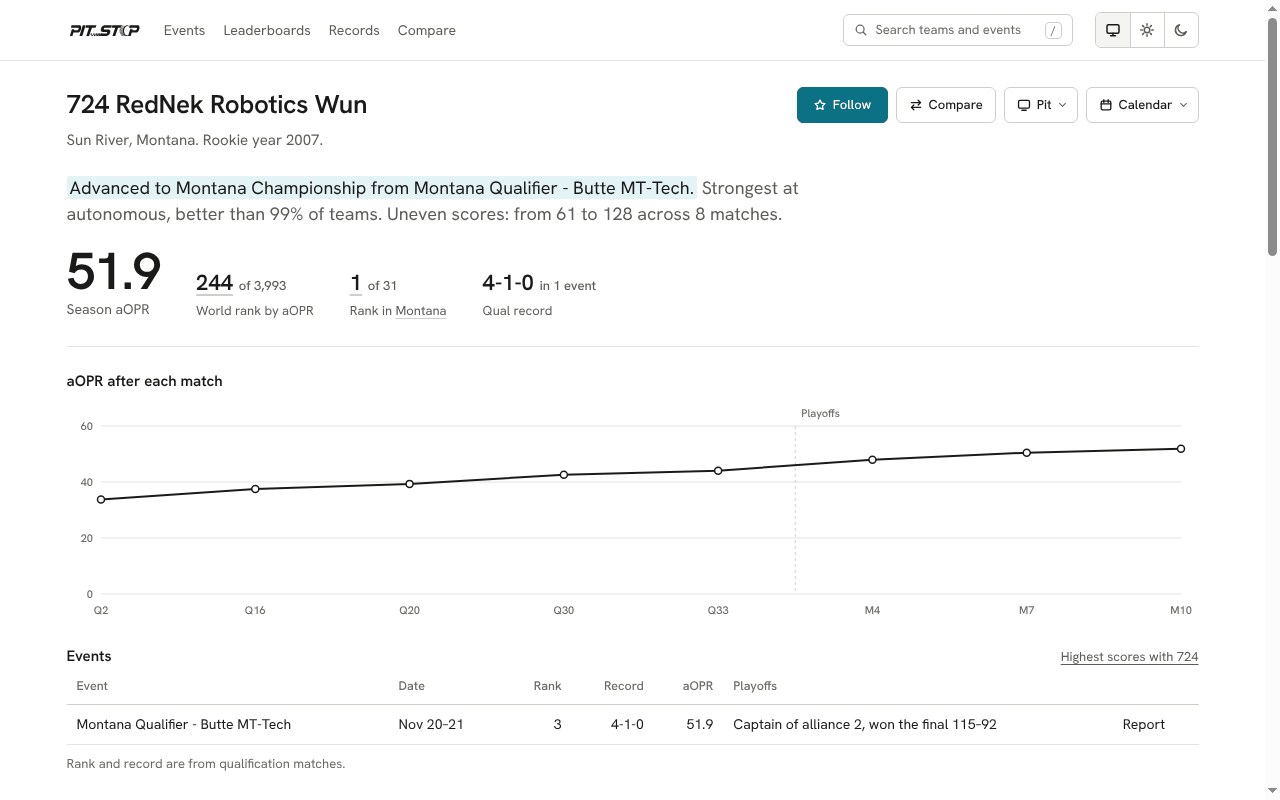 PIT.STOP Events Leaderboards Records Compare Search teams and events /
724 RedNek Robotics Wun Follow Compare Pit Calendar
Sun River, Montana. Rookie year 2007.
Advanced to Montana Championship from Montana Qualifier - Butte MT-Tech. Strongest at
autonomous, better than 99% of teams. Uneven scores: from 61 to 128 across 8 matches.
51.9 244 of 3,993 1 of 31 4-1-0 in 1 event
Season aOPR World rank by aOPR Rank in Montana Qual record
aOPR after each match
Playoffs
60
40
20
0
Q2 Q16 Q20 Q30 Q33 M4 M7 M10
Events Highest scores with 724
Event Date Rank Record aOPR Playoffs
Montana Qualifier - Butte MT-Tech Nov 20–21 3 4-1-0 51.9 Captain of alliance 2, won the final 115–92 Report
Rank and record are from qualification matches.